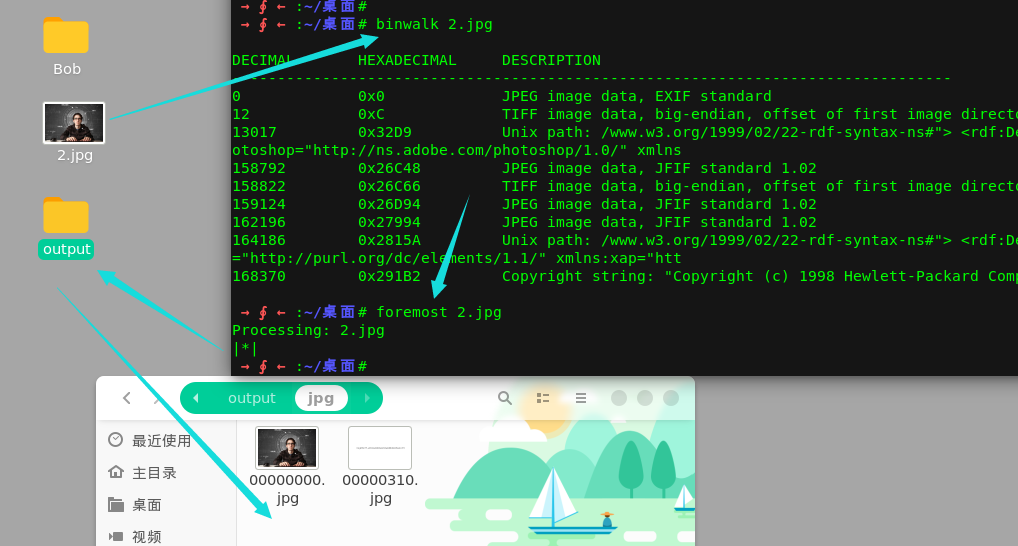 Bob
2.jpg
output
→ ∮ ← :~/桌面#
→ ∮ ← :~/桌面# binwalk 2.jpg
DECIMAL HEXADECIMAL DESCRIPTION
--------------------------------------------------------------------------------
0 0x0 JPEG image data, EXIF standard
12 0xC TIFF image data, big-endian, offset of first image directo
13017 0x32D9 Unix path: /www.w3.org/1999/02/22-rdf-syntax-ns#"> <rdf:De
otoshop="http://ns.adobe.com/photoshop/1.0/" xmlns
158792 0x26C48 JPEG image data, JFIF standard 1.02
158822 0x26C66 TIFF image data, big-endian, offset of first image directo
159124 0x26D94 JPEG image data, JFIF standard 1.02
162196 0x27994 JPEG image data, JFIF standard 1.02
164186 0x2815A Unix path: /www.w3.org/1999/02/22-rdf-syntax-ns#"> <rdf:De
="http://purl.org/dc/elements/1.1/" xmlns:xap="htt
168370 0x291B2 Copyright string: "Copyright (c) 1998 Hewlett-Packard Comp
→ ∮ ← :~/桌面# foremost 2.jpg
Processing: 2.jpg
|*|
→ ∮ ← :~/桌面#
output jpg
最近使用
主目录
桌面
视频
00000000.
jpg
00000310.
jpg